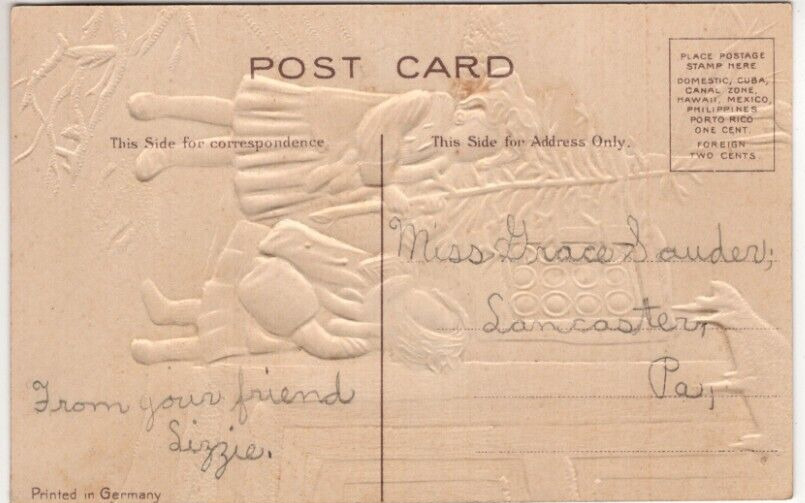 POST CARD
PLACE POSTAGE
STAMP HERE
DOMESTIC, CUBA,
CANAL ZONE,
HAWAII, MEXICO,
PHILIPPINES
PORTO RICO
ONE CENT.
FOREIGN
TWO CENTS
This Side for correspondence
This Side for Address Only.
Miss Grace Sauder,
Lancaster,
Pa,
From your friend
Lizzie.
Printed in Germany